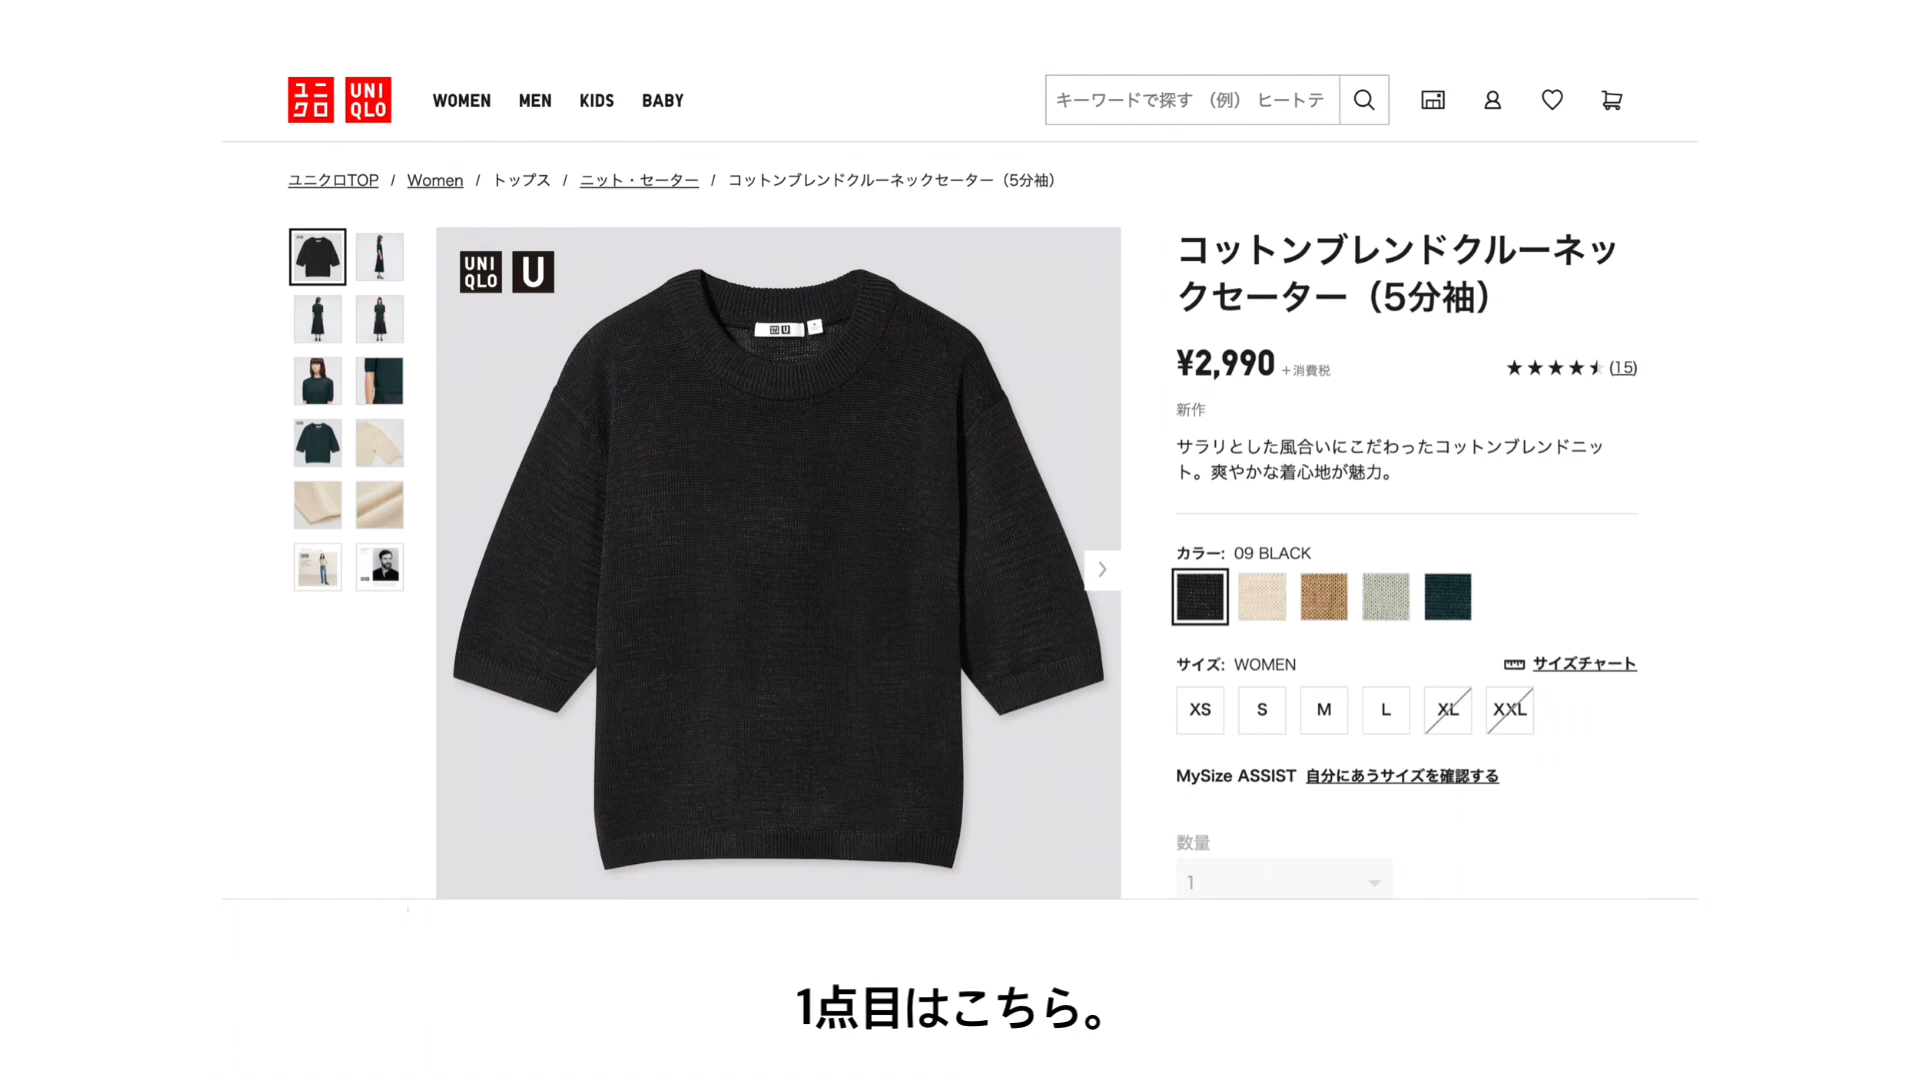 ユニクロ UNIQLO WOMEN MEN KIDS BABY キーワードで探す (例) ヒートテ
ユニクロTOP / Women / トップス / ニット・セーター / コットンブレンドクルーネックセーター(5分袖)
UNIQLO U
コットンブレンドクルーネッ
クセーター(5分袖)
¥2,990 +消費税 ★★★★★ (15)
新作
サラリとした風合いにこだわったコットンブレンドニッ
ト。爽やかな着心地が魅力。
カラー: 09 BLACK
サイズ: WOMEN サイズチャート
XS S M L XL XXL
MySize ASSIST 自分にあうサイズを確認する
数量
1
1点目はこちら。